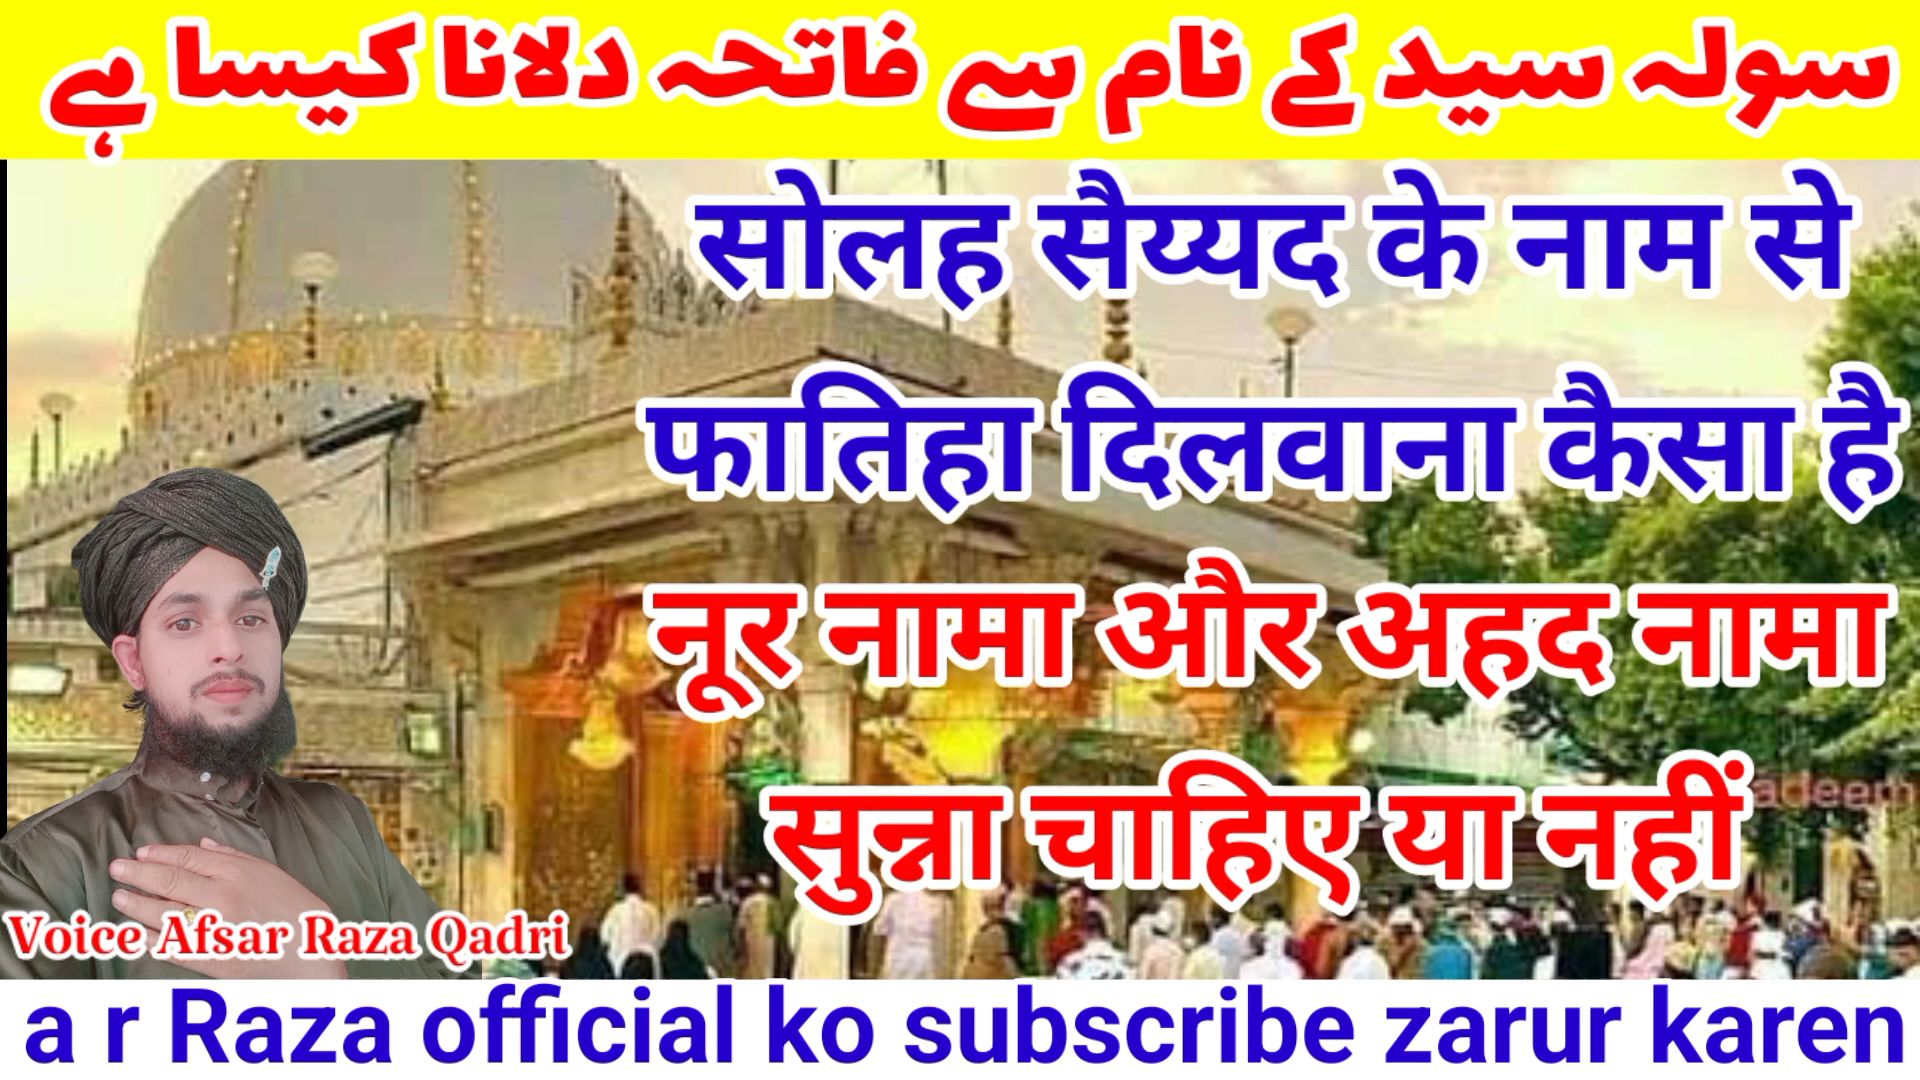 سولہ سید کے نام سے فاتحہ دلانا کیسا ہے
सोलह सैय्यद के नाम से
फातिहा दिलवाना कैसा है
नूर नामा और अहद नामा
सुन्ना चाहिए या नहीं
adeem
Voice Afsar Raza Qadri
a r Raza official ko subscribe zarur karen